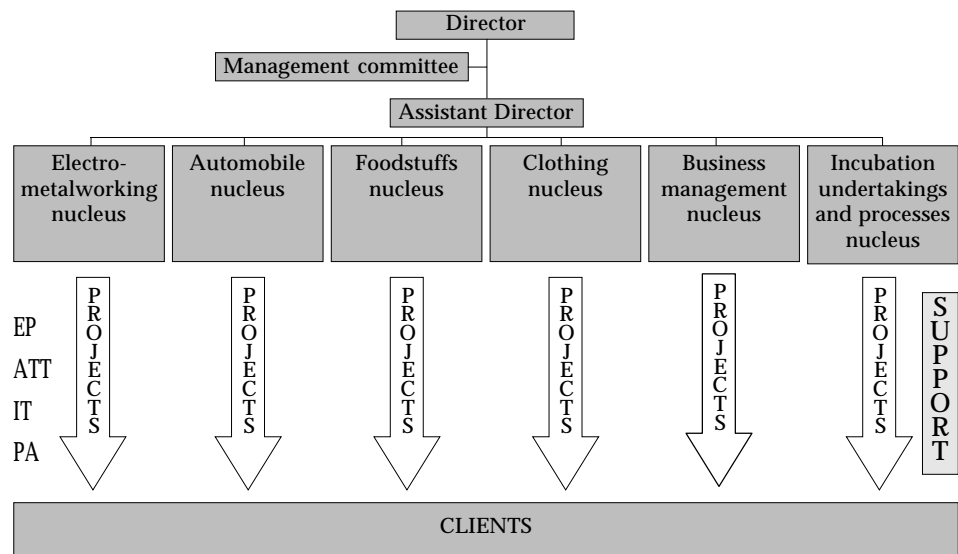 Director
Management committee
Assistant Director
Electro-
metalworking
nucleus
Automobile
nucleus
Foodstuffs
nucleus
Clothing
nucleus
Business
management
nucleus
Incubation
undertakings
and processes
nucleus
EP
ATT
IT
PA
PROJECTS
PROJECTS
PROJECTS
PROJECTS
PROJECTS
PROJECTS
SUPPORT
CLIENTS